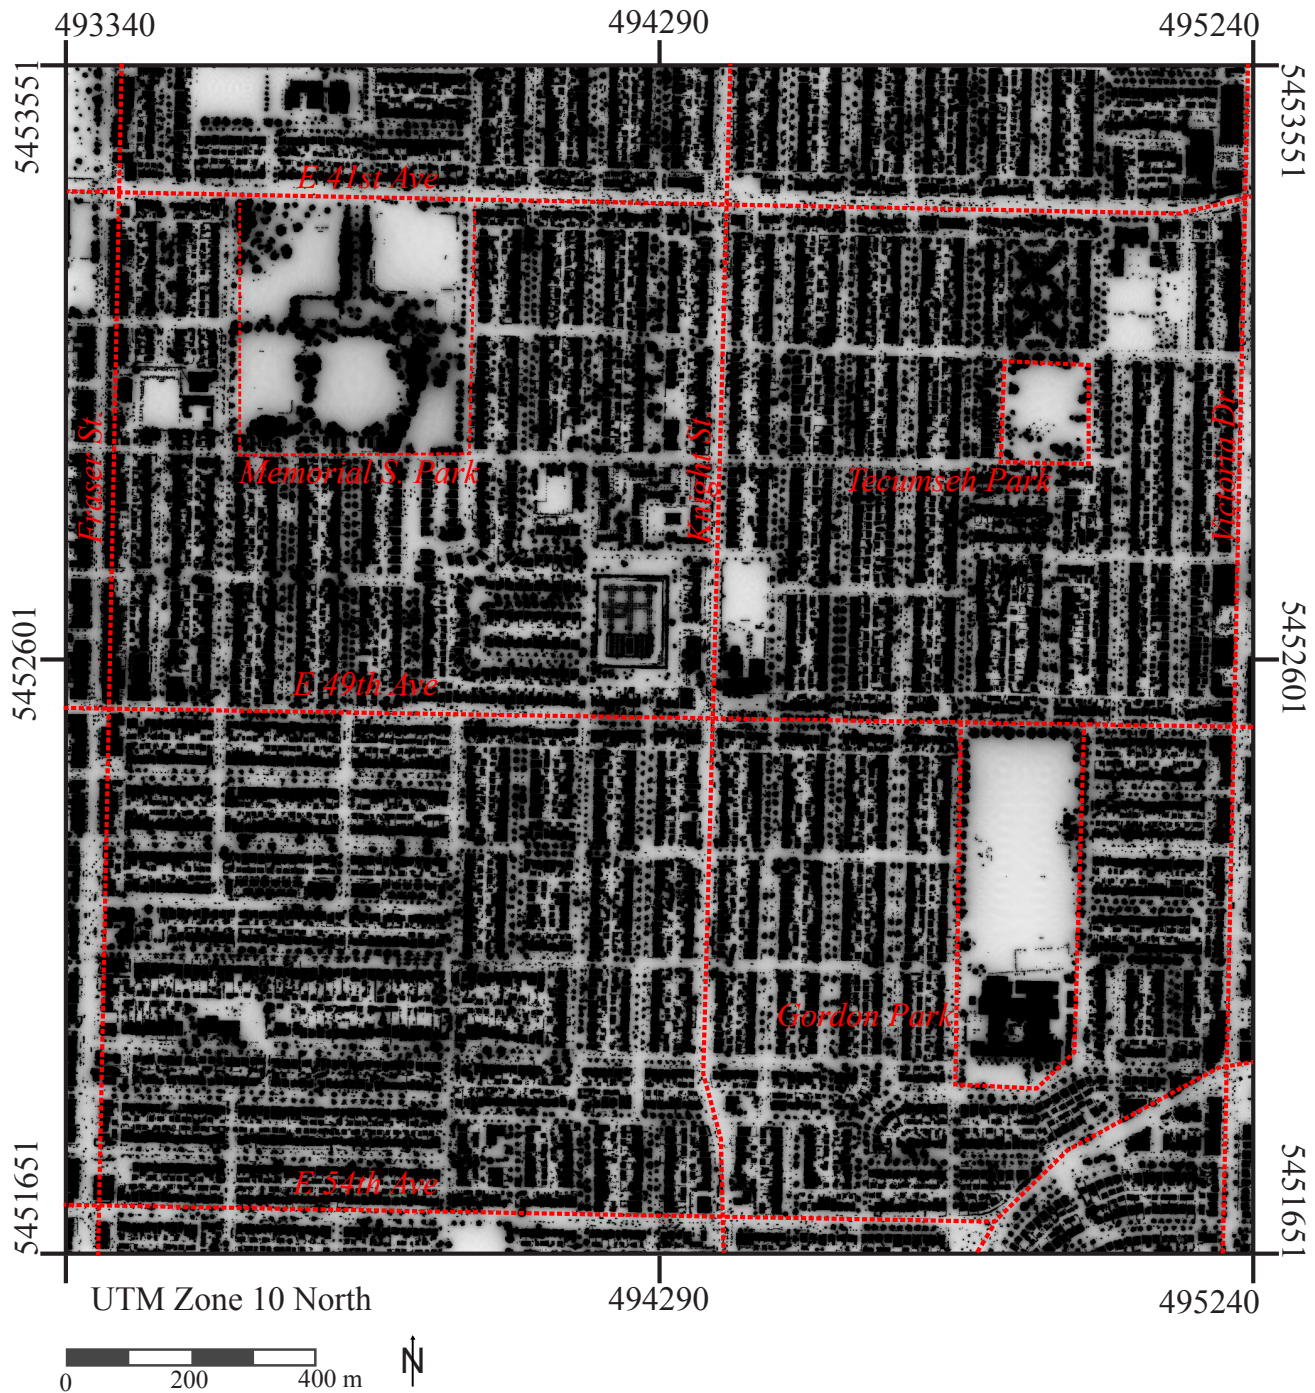 493340 494290 495240
5453551 5453551
E 41st Ave
Fraser St.
Memorial S. Park
Knight St.
Tecumseh Park
Victoria Dr.
5452601 5452601
E 49th Ave
Gordon Park
5451651 5451651
E 54th Ave
UTM Zone 10 North 494290 495240
N
0 200 400 m